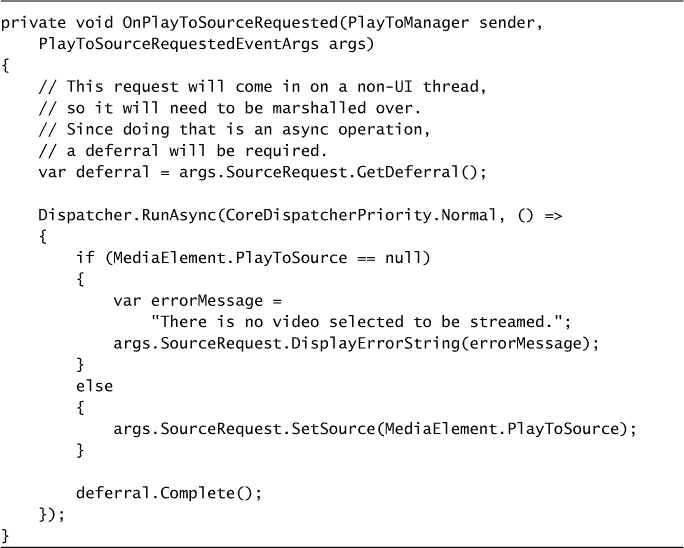 private void OnPlayToSourceRequested(PlayToManager sender,
    PlayToSourceRequestedEventArgs args)
{
    // This request will come in on a non-UI thread,
    // so it will need to be marshalled over.
    // Since doing that is an async operation,
    // a deferral will be required.
    var deferral = args.SourceRequest.GetDeferral();

    Dispatcher.RunAsync(CoreDispatcherPriority.Normal, () =>
    {
        if (MediaElement.PlayToSource == null)
        {
            var errorMessage =
                "There is no video selected to be streamed.";
            args.SourceRequest.DisplayErrorString(errorMessage);
        }
        else
        {
            args.SourceRequest.SetSource(MediaElement.PlayToSource);
        }

        deferral.Complete();
    });
}